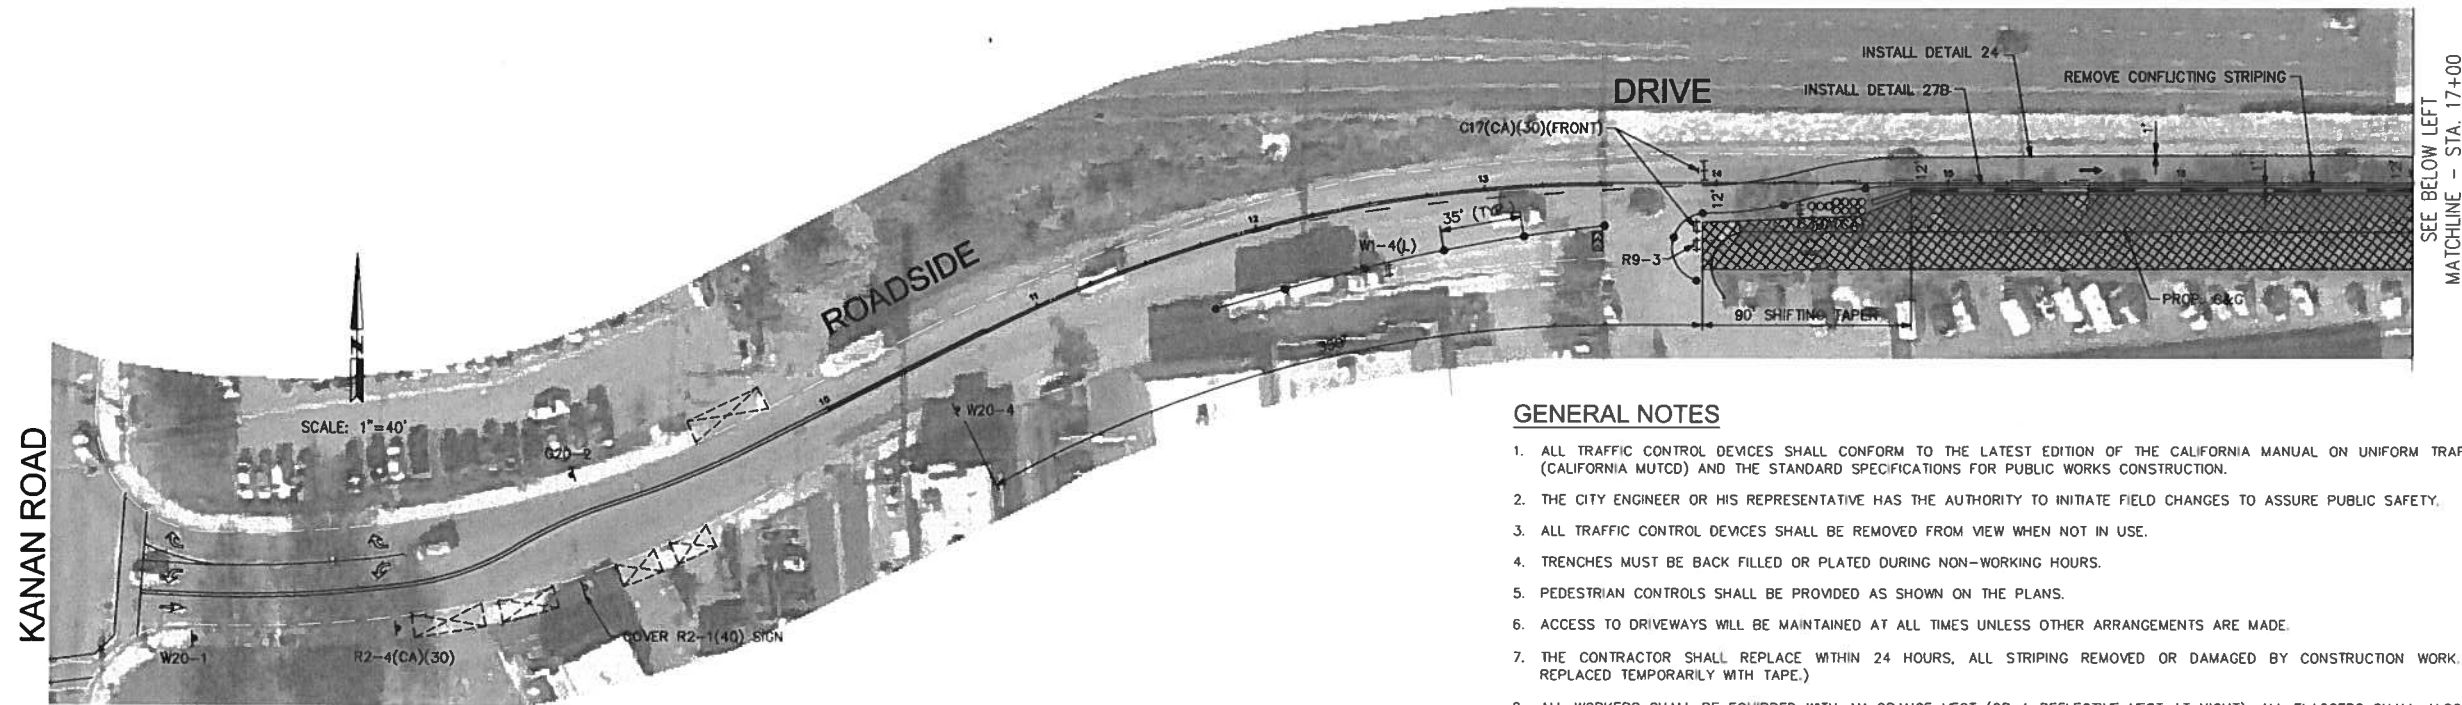 INSTALL DETAIL 24
REMOVE CONFLICTING STRIPING
DRIVE
INSTALL DETAIL 27B
C17(CA)(30)(FRONT)
1'
SEE BELOW LEFT
MATCHLINE - STA. 17+00
12'
12'
12'
13
12
11
10
35' (TYP.)
W1-4(L)
R9-3
PROP. C&G
90' SHIFTING TAPER
ROADSIDE
N
SCALE: 1"=40'
W20-4
G20-2
KANAN ROAD
COVER R2-1(40) SIGN
W20-1
R2-4(CA)(30)
GENERAL NOTES
1. ALL TRAFFIC CONTROL DEVICES SHALL CONFORM TO THE LATEST EDITION OF THE CALIFORNIA MANUAL ON UNIFORM TRAF
(CALIFORNIA MUTCD) AND THE STANDARD SPECIFICATIONS FOR PUBLIC WORKS CONSTRUCTION.
2. THE CITY ENGINEER OR HIS REPRESENTATIVE HAS THE AUTHORITY TO INITIATE FIELD CHANGES TO ASSURE PUBLIC SAFETY.
3. ALL TRAFFIC CONTROL DEVICES SHALL BE REMOVED FROM VIEW WHEN NOT IN USE.
4. TRENCHES MUST BE BACK FILLED OR PLATED DURING NON-WORKING HOURS.
5. PEDESTRIAN CONTROLS SHALL BE PROVIDED AS SHOWN ON THE PLANS.
6. ACCESS TO DRIVEWAYS WILL BE MAINTAINED AT ALL TIMES UNLESS OTHER ARRANGEMENTS ARE MADE.
7. THE CONTRACTOR SHALL REPLACE WITHIN 24 HOURS, ALL STRIPING REMOVED OR DAMAGED BY CONSTRUCTION WORK.
REPLACED TEMPORARILY WITH TAPE.)